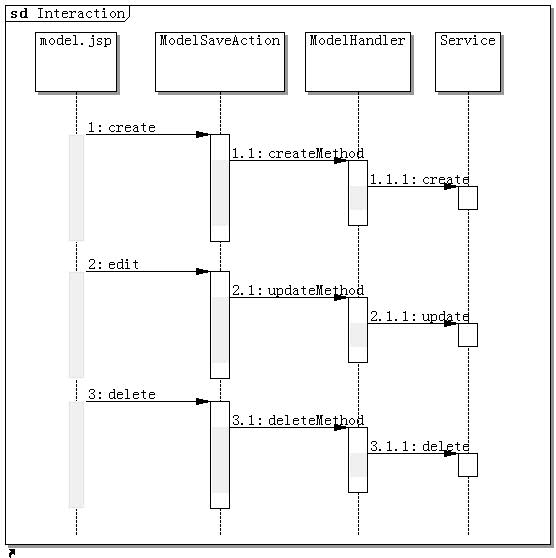 sd Interaction
model.jsp
ModelSaveAction
ModelHandler
Service
1: create
1.1: createMethod
1.1.1: create
2: edit
2.1: updateMethod
2.1.1: update
3: delete
3.1: deleteMethod
3.1.1: delete